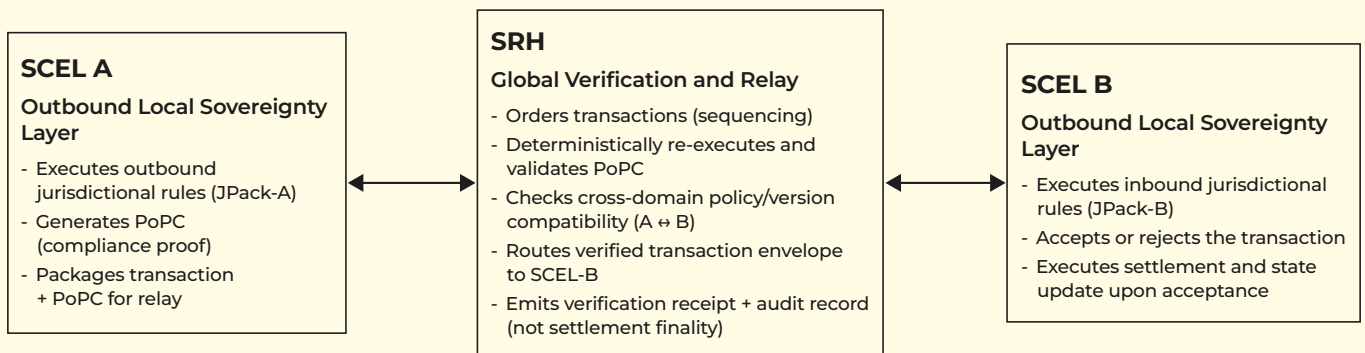 SCEL A
Outbound Local Sovereignty
Layer
- Executes outbound
jurisdictional rules (JPack-A)
- Generates PoPC
(compliance proof)
- Packages transaction
+ PoPC for relay
SRH
Global Verification and Relay
- Orders transactions (sequencing)
- Deterministically re-executes and
validates PoPC
- Checks cross-domain policy/version
compatibility (A ↔ B)
- Routes verified transaction envelope
to SCEL-B
- Emits verification receipt + audit record
(not settlement finality)
SCEL B
Outbound Local Sovereignty
Layer
- Executes inbound jurisdictional
rules (JPack-B)
- Accepts or rejects the transaction
- Executes settlement and state
update upon acceptance